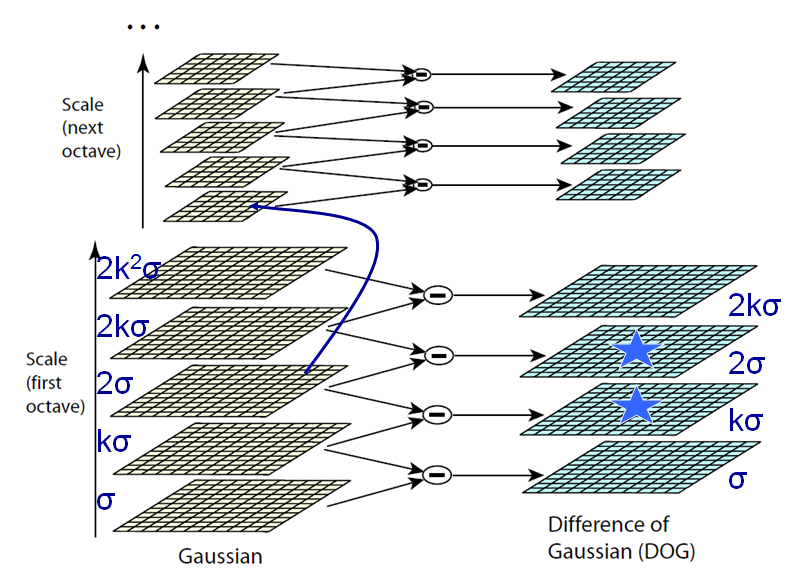 ...
Scale
(next
octave)
2k²σ
2kσ
2σ
kσ
σ
Scale
(first
octave)
2kσ
2σ
kσ
σ
Gaussian
Difference of
Gaussian (DOG)